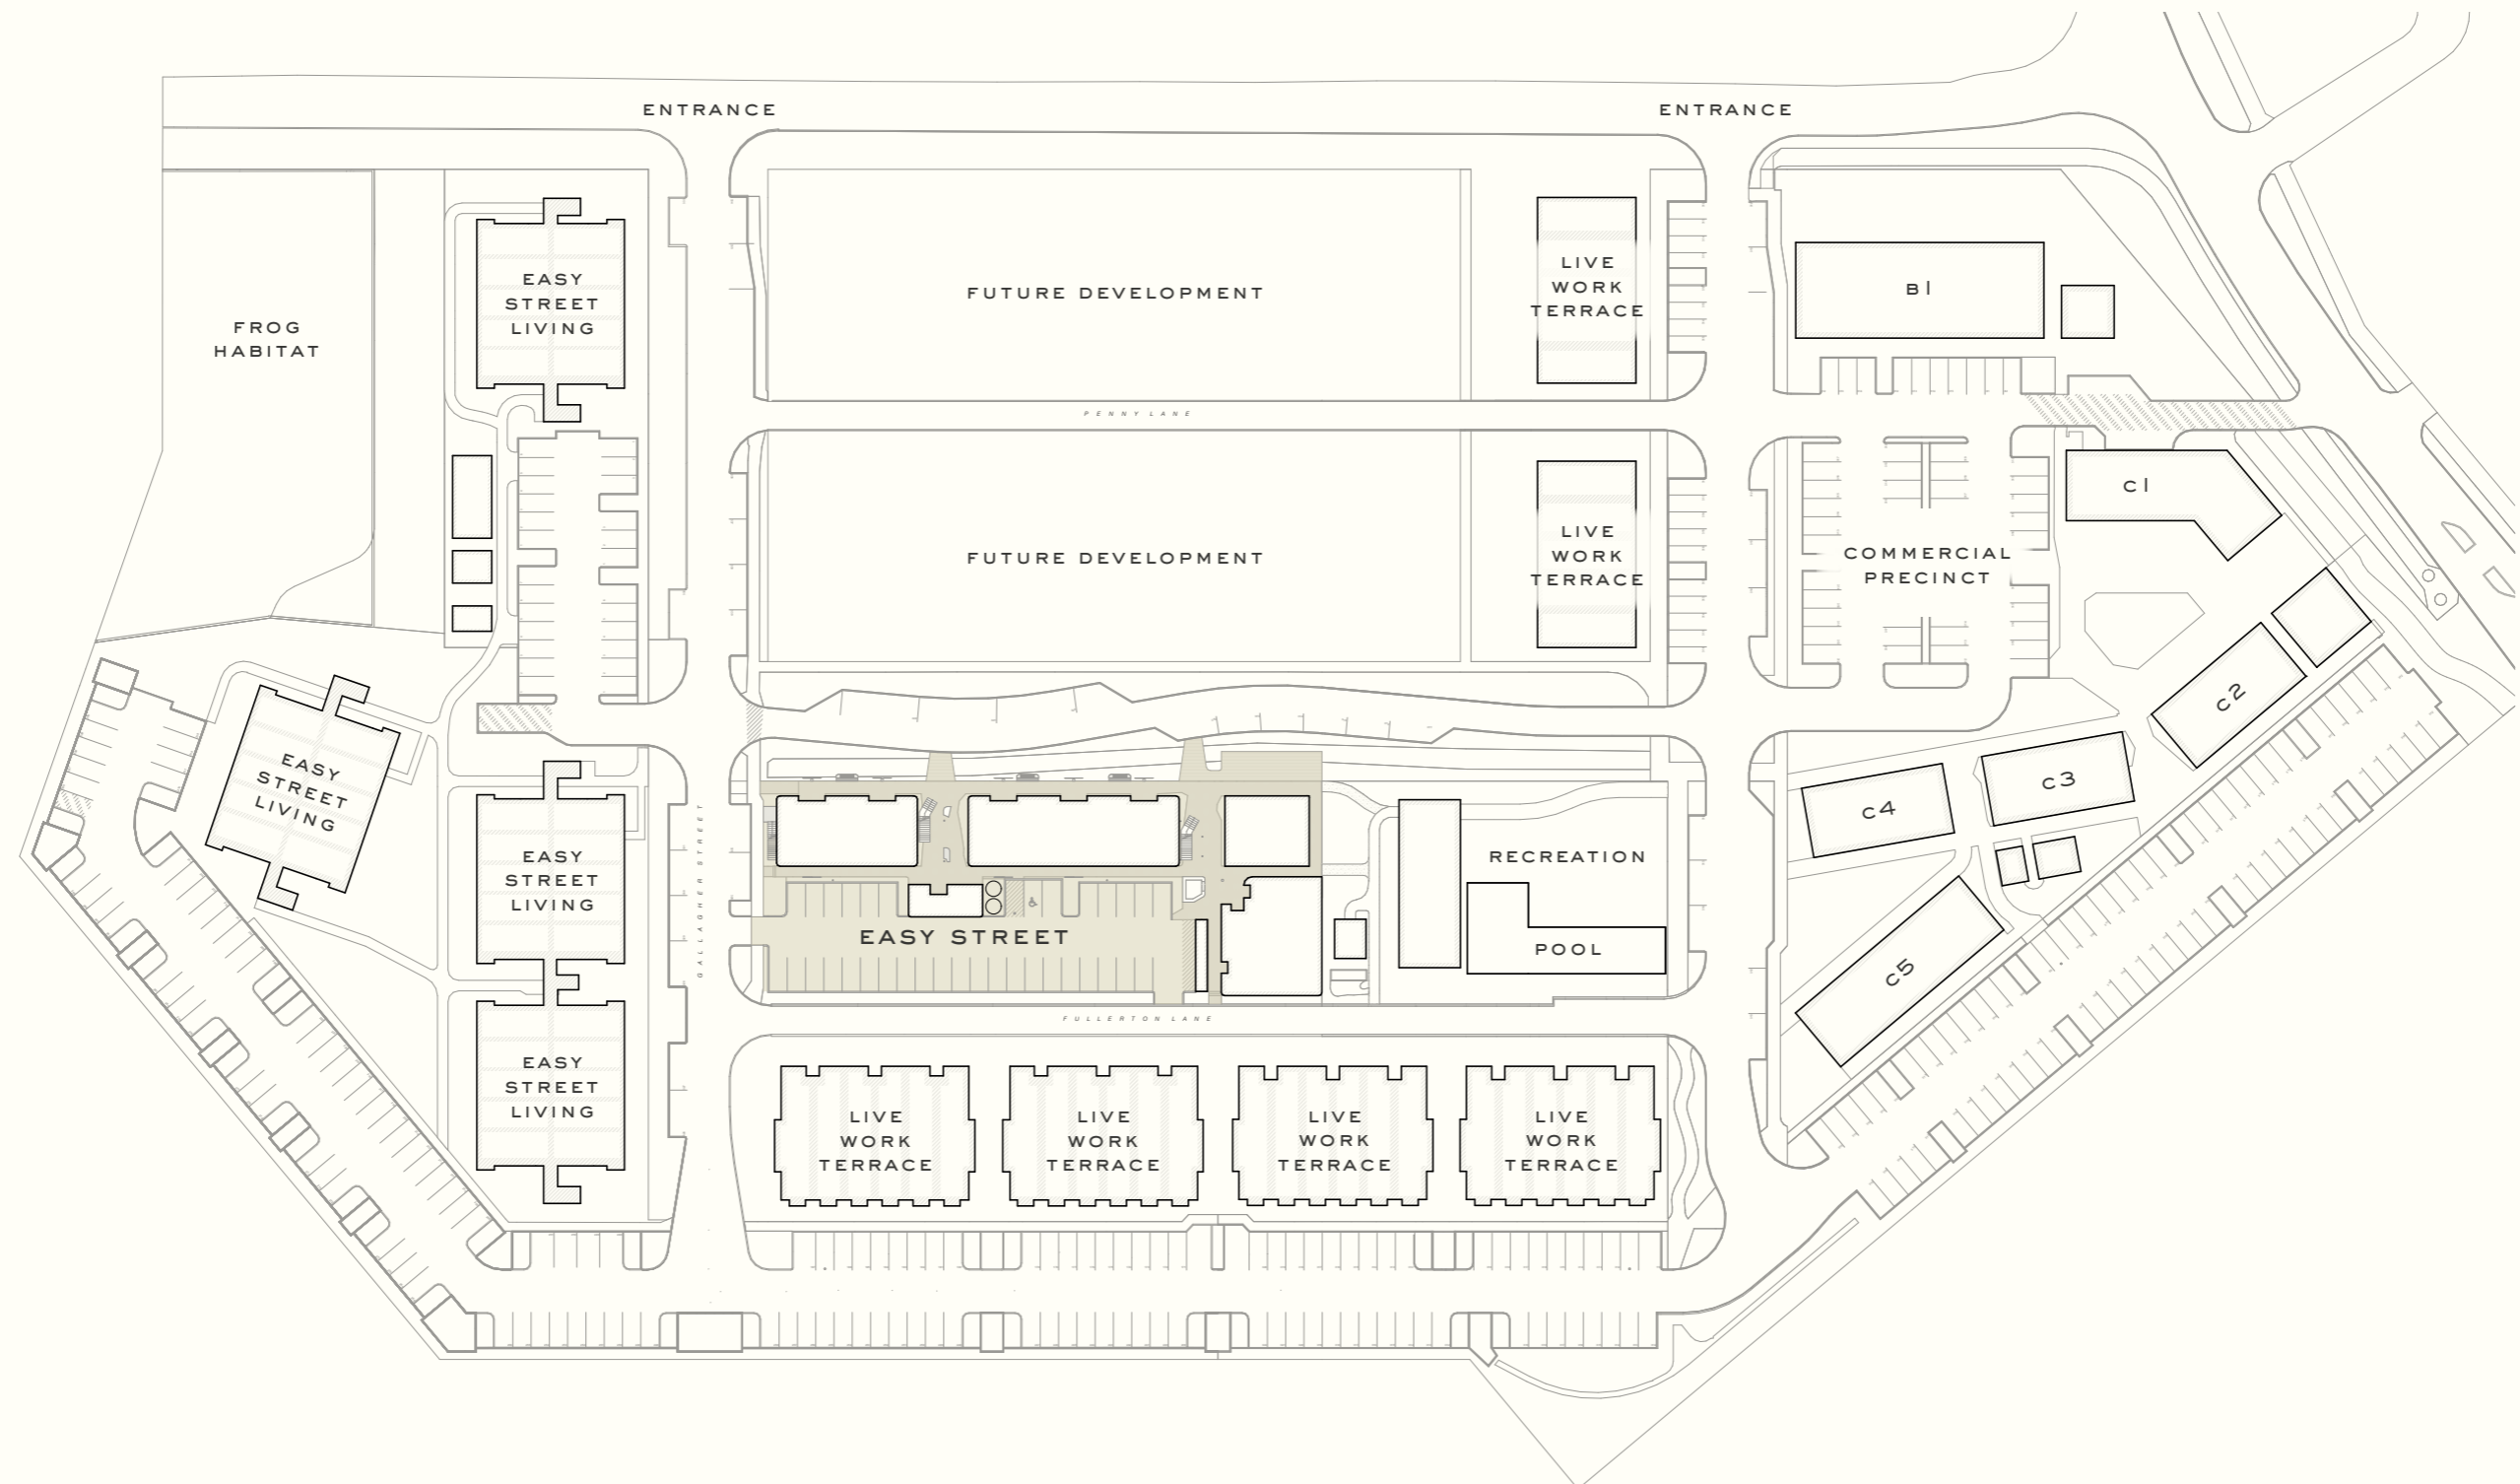 ENTRANCE
ENTRANCE
EASY
STREET
LIVING
FROG
HABITAT
FUTURE DEVELOPMENT
LIVE
WORK
TERRACE
B1
PENNY LANE
FUTURE DEVELOPMENT
LIVE
WORK
TERRACE
COMMERCIAL
PRECINCT
C1
C2
C3
C4
C5
EASY
STREET
LIVING
EASY
STREET
LIVING
GALLAGHER STREET
EASY STREET
RECREATION
POOL
FULLERTON LANE
EASY
STREET
LIVING
LIVE
WORK
TERRACE
LIVE
WORK
TERRACE
LIVE
WORK
TERRACE
LIVE
WORK
TERRACE